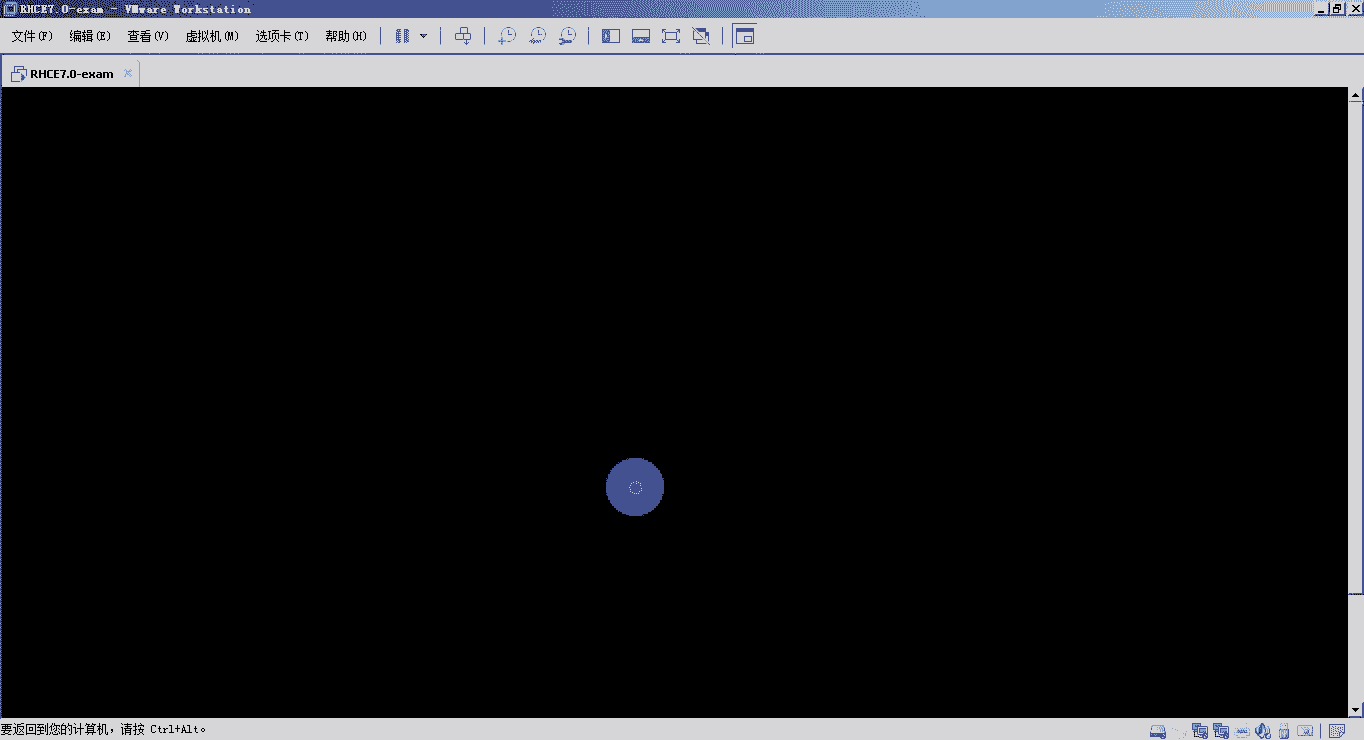 RHCE7.0-exam - VMware Workstation
文件(F) 编辑(E) 查看(V) 虚拟机(M) 选项卡(T) 帮助(H)
RHCE7.0-exam
要返回到您的计算机，请按 Ctrl+Alt。